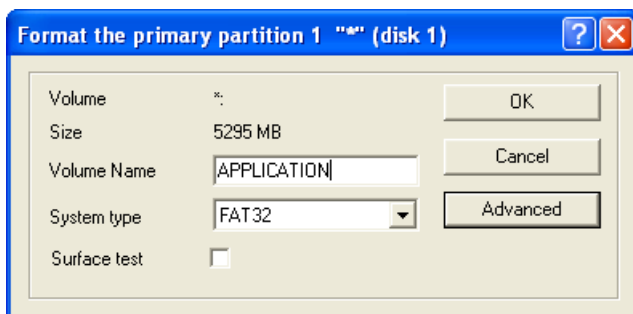 Format the primary partition 1 "*" (disk 1)
Volume *: OK
Size 5295 MB
Volume Name APPLICATION Cancel
System type FAT32 Advanced
Surface test